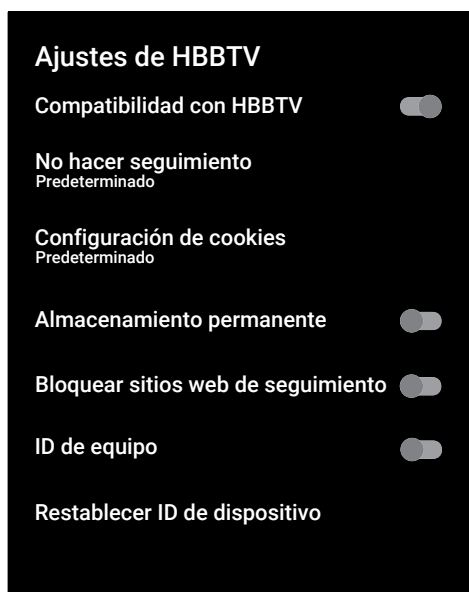 Ajustes de HBBTV
Compatibilidad con HBBTV
No hacer seguimiento
Predeterminado
Configuración de cookies
Predeterminado
Almacenamiento permanente
Bloquear sitios web de seguimiento
ID de equipo
Restablecer ID de dispositivo